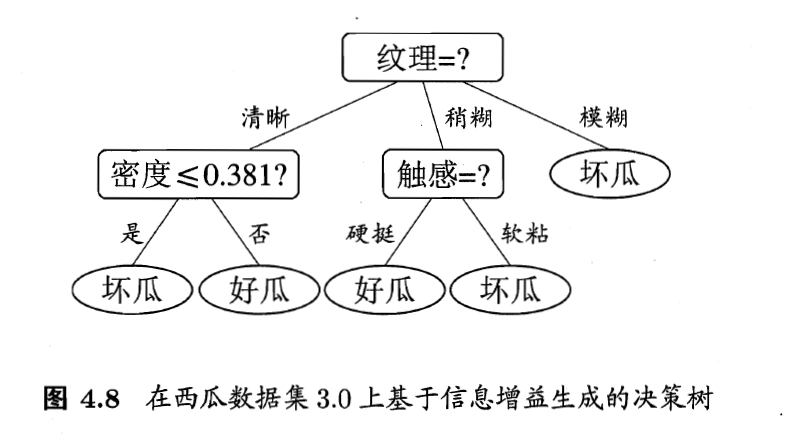 纹理=?
清晰 稍糊 模糊
密度≤0.381? 触感=? 坏瓜
是 否 硬挺 软粘
坏瓜 好瓜 好瓜 坏瓜
图 4.8 在西瓜数据集 3.0 上基于信息增益生成的决策树